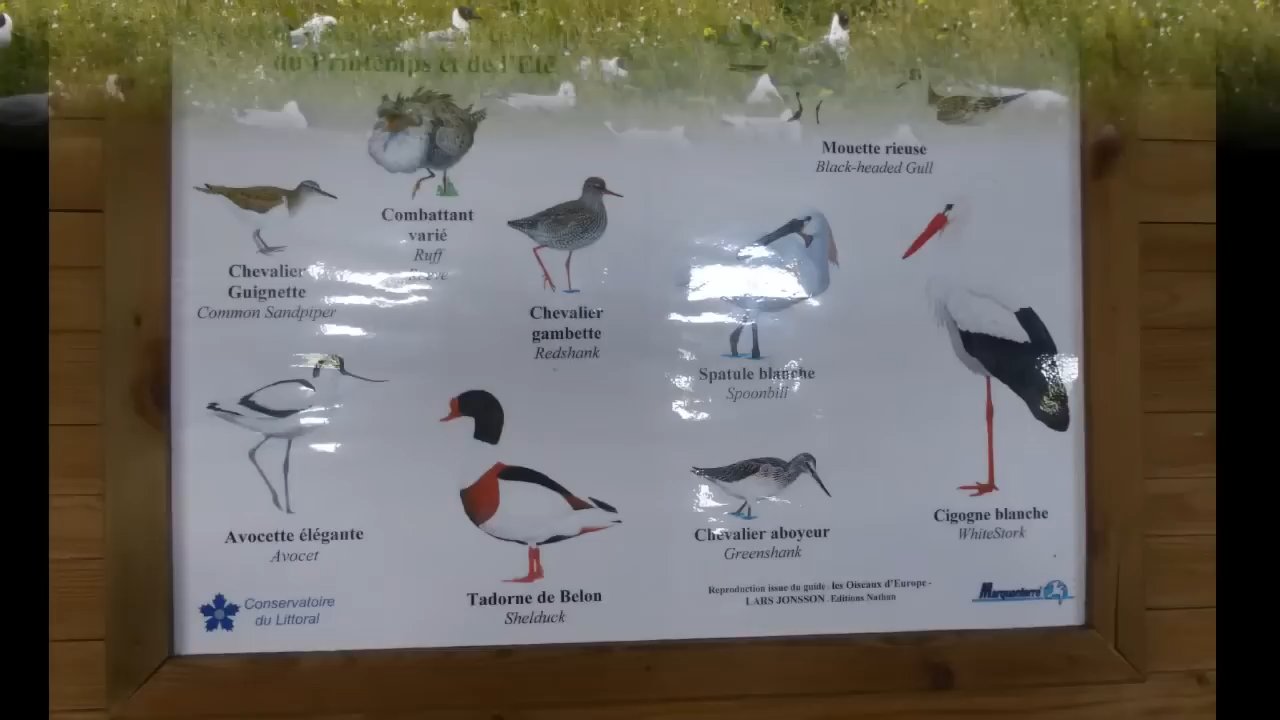 du Printemps et de l'Eté
Mouette rieuse
Black-headed Gull
Combattant
varié
Ruff
Reeve
Chevalier
Guignette
Common Sandpiper
Chevalier
gambette
Redshank
Spatule blanche
Spoonbill
Cigogne blanche
WhiteStork
Avocette élégante
Avocet
Tadorne de Belon
Shelduck
Chevalier aboyeur
Greenshank
Reproduction issue du guide les Oiseaux d'Europe -
LARS JONSSON Editions Nathan
Conservatoire
du Littoral
Marquenterre